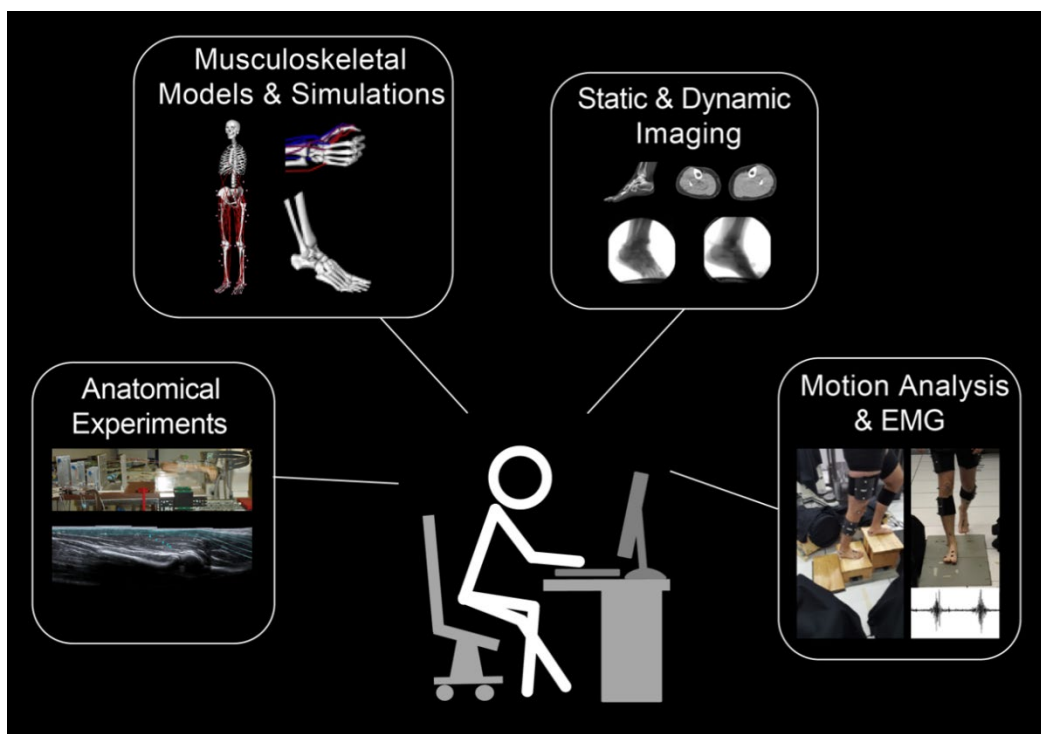 Musculoskeletal
Models & Simulations
Static & Dynamic
Imaging
Anatomical
Experiments
Motion Analysis
& EMG